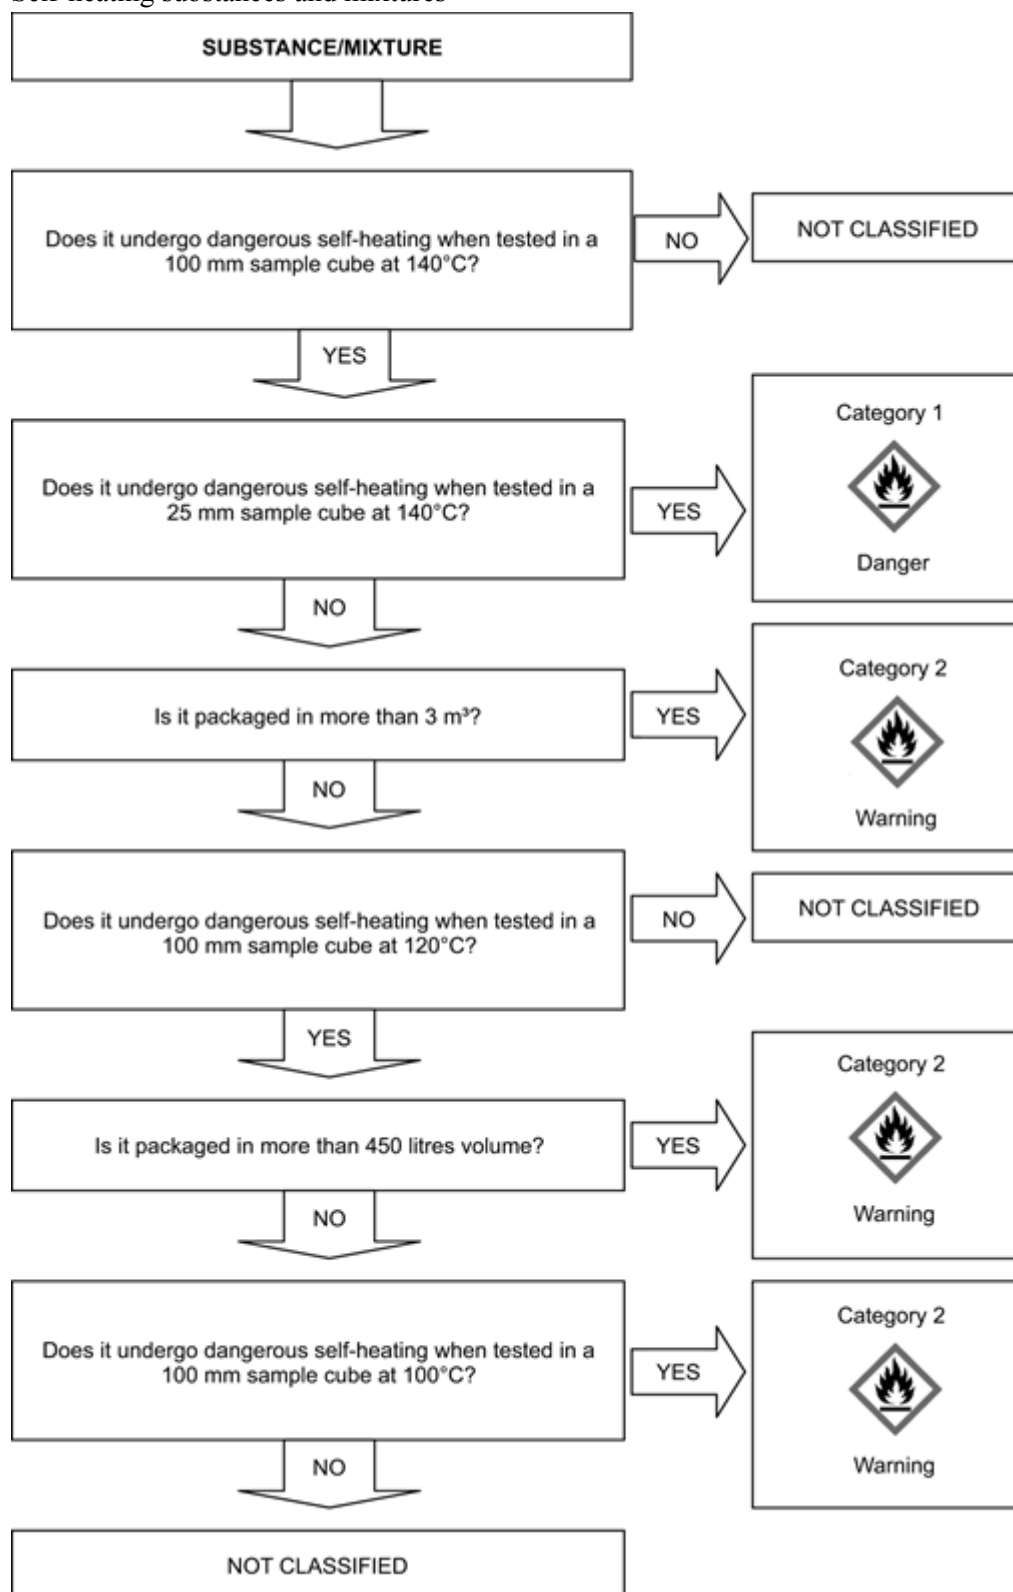 Self-heating substances and mixtures
SUBSTANCE/MIXTURE
Does it undergo dangerous self-heating when tested in a
100 mm sample cube at 140°C?
NO
NOT CLASSIFIED
YES
Does it undergo dangerous self-heating when tested in a
25 mm sample cube at 140°C?
YES
Category 1
Danger
NO
Is it packaged in more than 3 m³?
YES
Category 2
Warning
NO
Does it undergo dangerous self-heating when tested in a
100 mm sample cube at 120°C?
NO
NOT CLASSIFIED
YES
Is it packaged in more than 450 litres volume?
YES
Category 2
Warning
NO
Does it undergo dangerous self-heating when tested in a
100 mm sample cube at 100°C?
YES
Category 2
Warning
NO
NOT CLASSIFIED